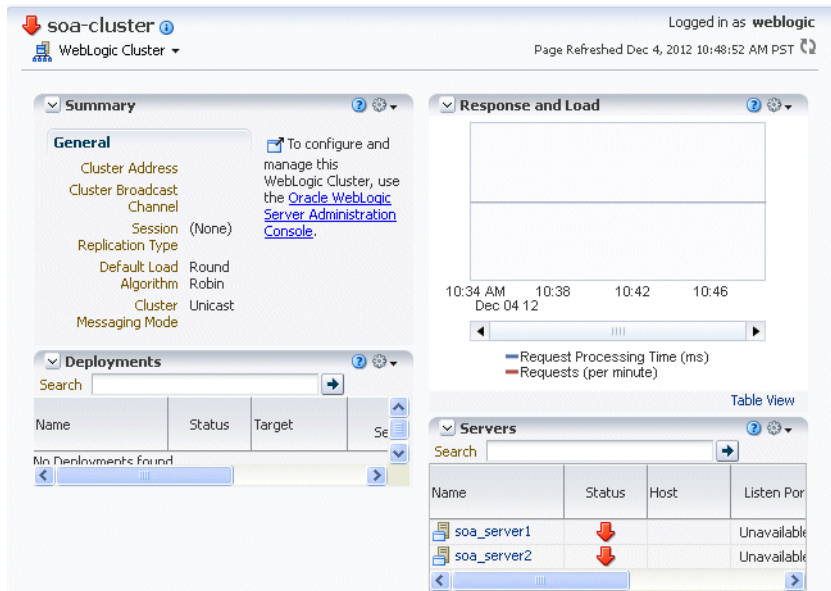 soa-cluster
Logged in as weblogic
WebLogic Cluster
Page Refreshed Dec 4, 2012 10:48:52 AM PST
Summary
General
Cluster Address
Cluster Broadcast
Channel
Session (None)
Replication Type
Default Load Round
Algorithm Robin
Cluster Unicast
Messaging Mode
To configure and
manage this
WebLogic Cluster, use
the Oracle WebLogic
Server Administration
Console.
Deployments
Search
Name Status Target Se
No Deployments found
Response and Load
10:34 AM 10:38 10:42 10:46
Dec 04 12
Request Processing Time (ms)
Requests (per minute)
Table View
Servers
Search
Name Status Host Listen Por
soa_server1 Unavailable
soa_server2 Unavailable